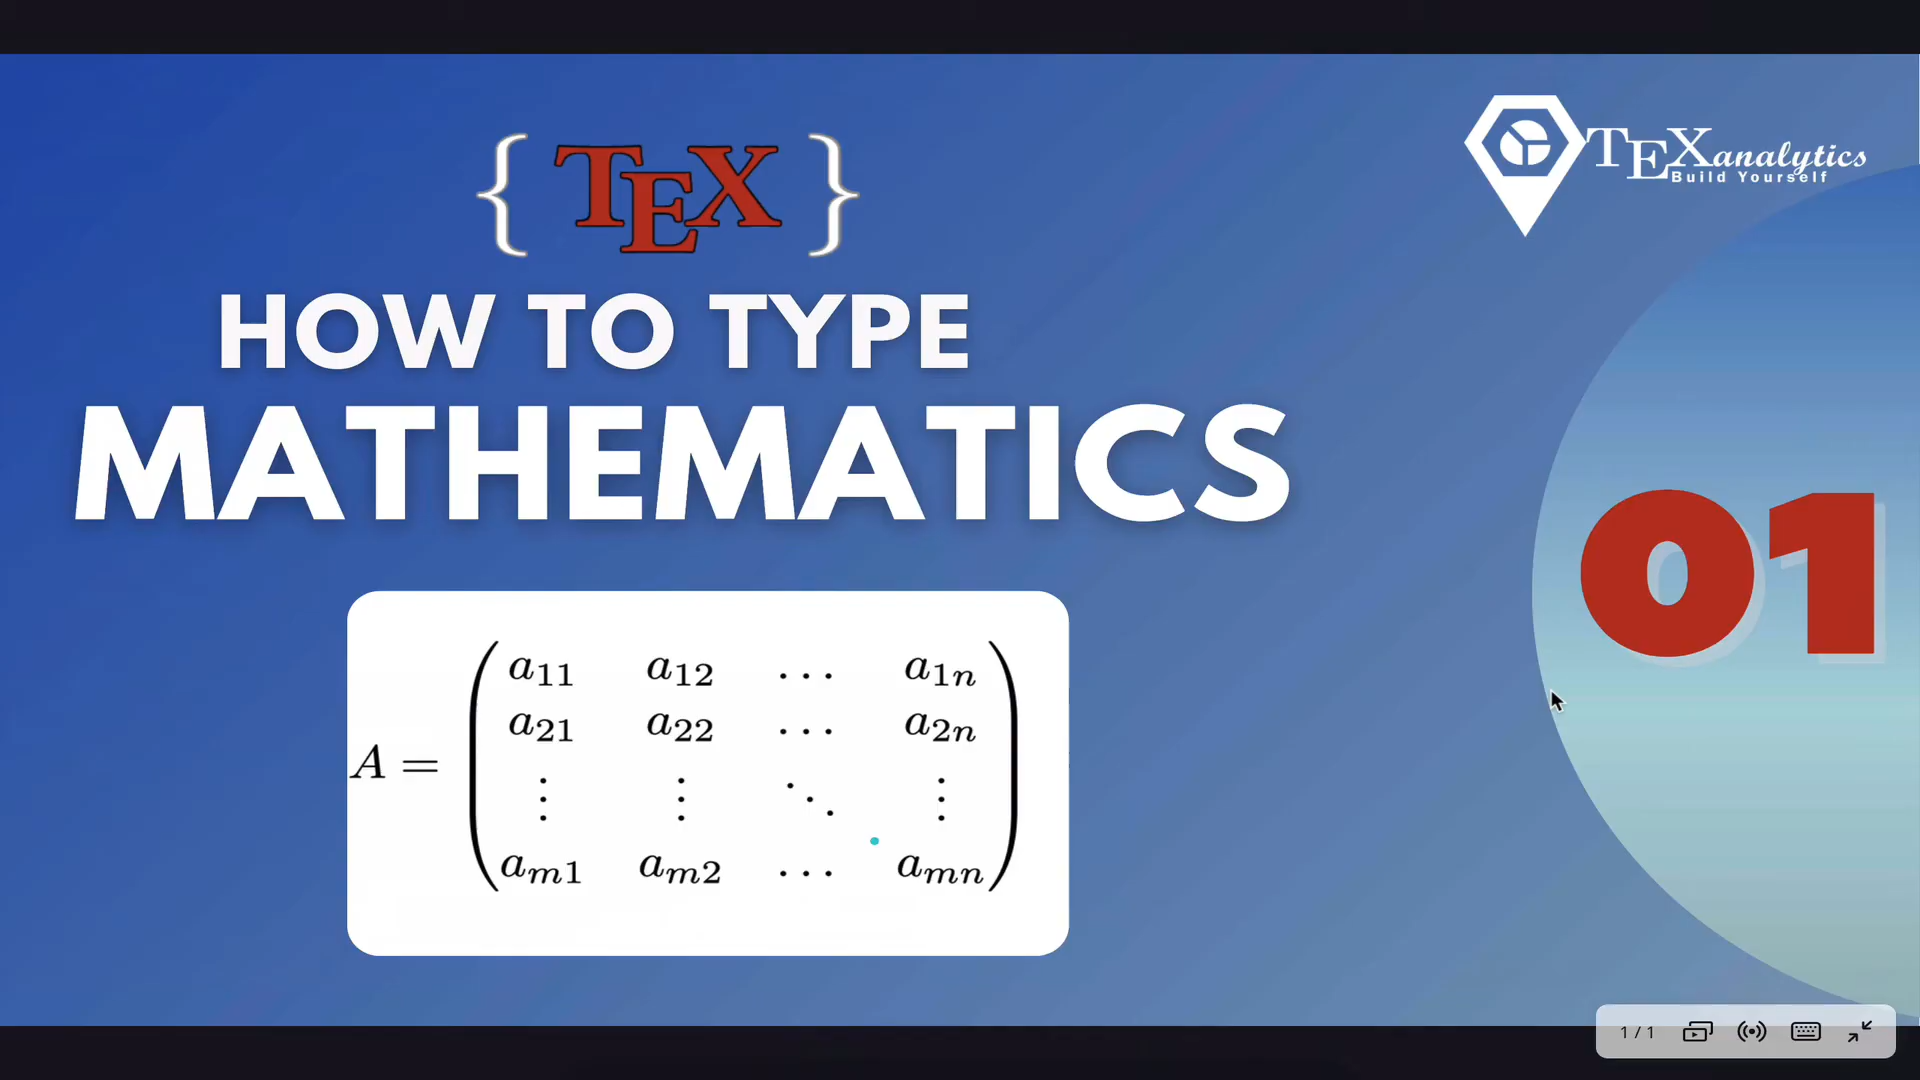 { TEX }
TEXanalytics
Build Yourself
HOW TO TYPE
MATHEMATICS
01
a11 a12 ... a1n
a21 a22 ... a2n
A =
⋮ ⋮ ⋱ ⋮
am1 am2 ... amn
1 / 1